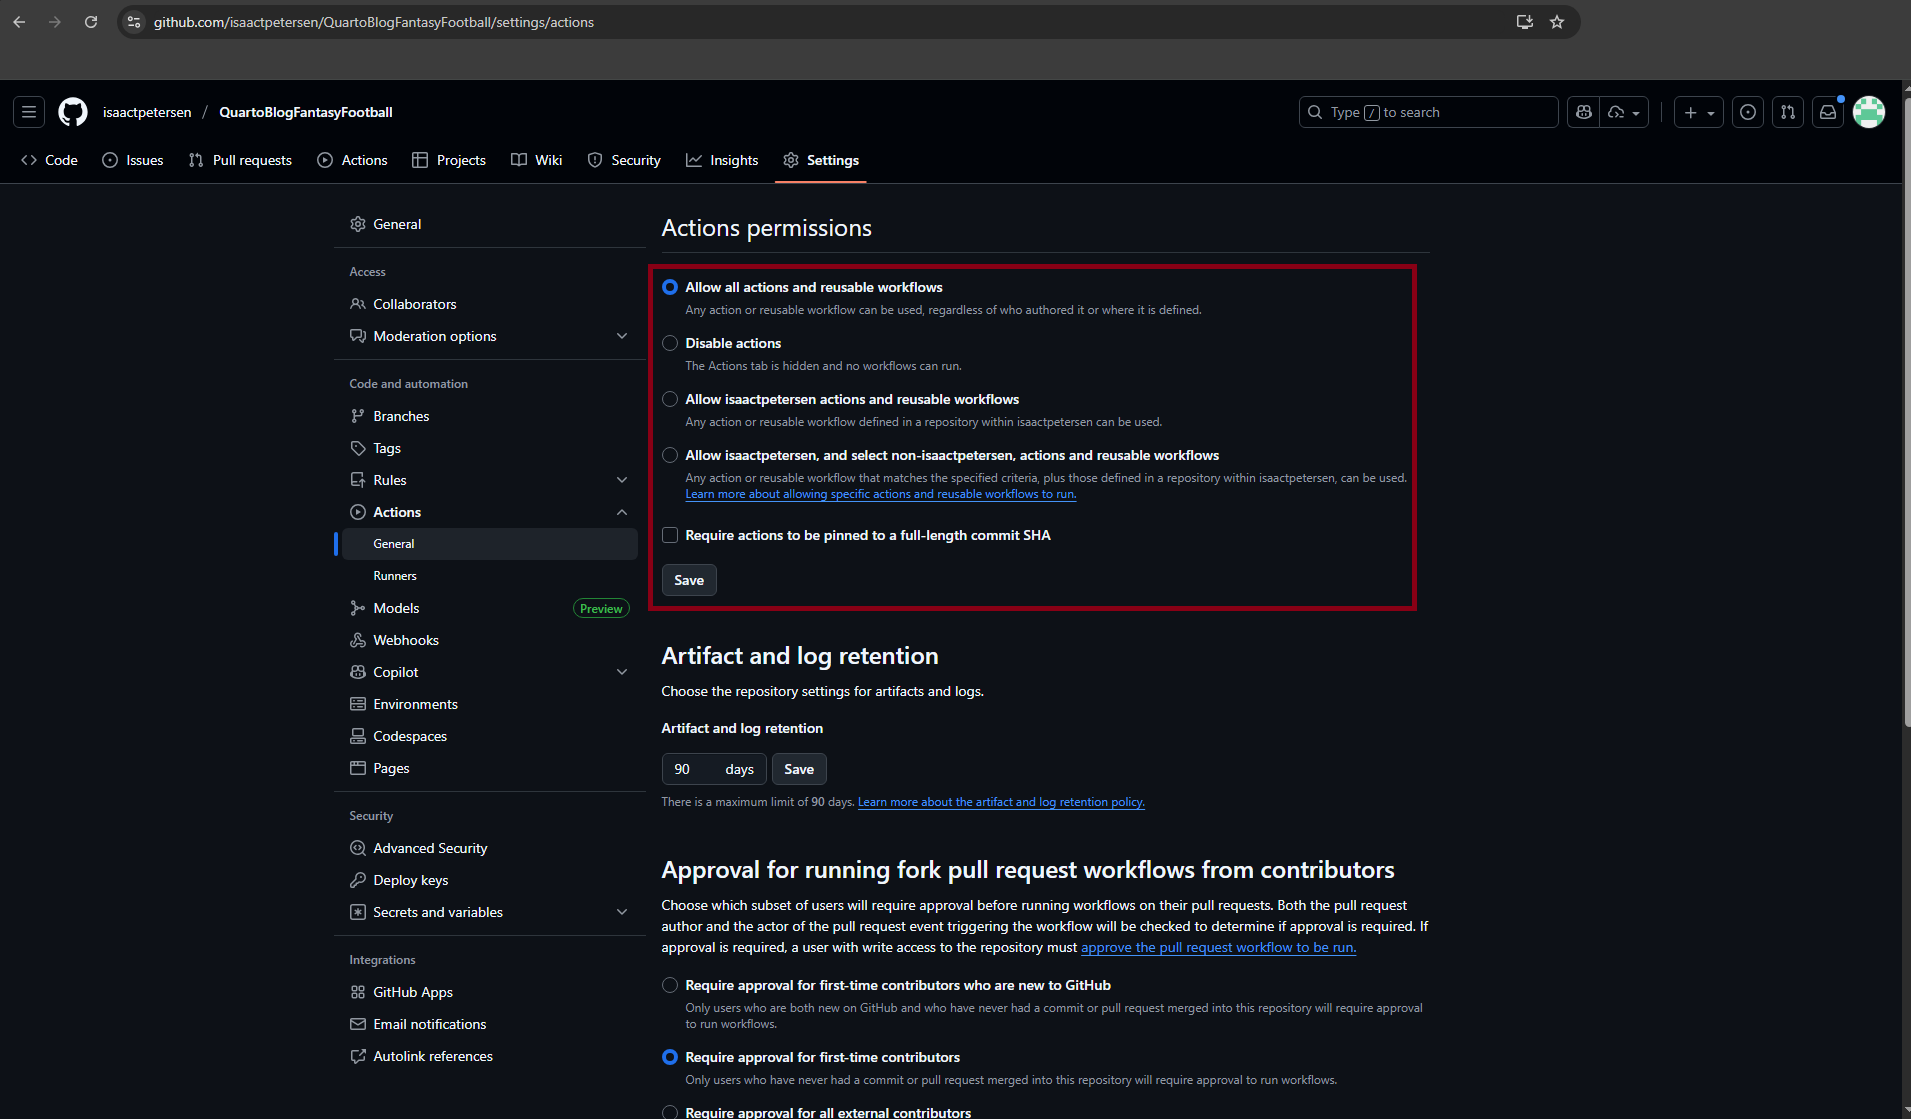 github.com/isaactpetersen/QuartoBlogFantasyFootball/settings/actions
isaactpetersen / QuartoBlogFantasyFootball
Type / to search
Code Issues Pull requests Actions Projects Wiki Security Insights Settings
General
Access
Collaborators
Moderation options
Code and automation
Branches
Tags
Rules
Actions
General
Runners
Models Preview
Webhooks
Copilot
Environments
Codespaces
Pages
Security
Advanced Security
Deploy keys
Secrets and variables
Integrations
GitHub Apps
Email notifications
Autolink references
Actions permissions
Allow all actions and reusable workflows
Any action or reusable workflow can be used, regardless of who authored it or where it is defined.
Disable actions
The Actions tab is hidden and no workflows can run.
Allow isaactpetersen actions and reusable workflows
Any action or reusable workflow defined in a repository within isaactpetersen can be used.
Allow isaactpetersen, and select non-isaactpetersen, actions and reusable workflows
Any action or reusable workflow that matches the specified criteria, plus those defined in a repository within isaactpetersen, can be used.
Learn more about allowing specific actions and reusable workflows to run.
Require actions to be pinned to a full-length commit SHA
Save
Artifact and log retention
Choose the repository settings for artifacts and logs.
Artifact and log retention
90 days Save
There is a maximum limit of 90 days. Learn more about the artifact and log retention policy.
Approval for running fork pull request workflows from contributors
Choose which subset of users will require approval before running workflows on their pull requests. Both the pull request
author and the actor of the pull request event triggering the workflow will be checked to determine if approval is required. If
approval is required, a user with write access to the repository must approve the pull request workflow to be run.
Require approval for first-time contributors who are new to GitHub
Only users who are both new on GitHub and who have never had a commit or pull request merged into this repository will require approval
to run workflows.
Require approval for first-time contributors
Only users who have never had a commit or pull request merged into this repository will require approval to run workflows.
Require approval for all external contributors